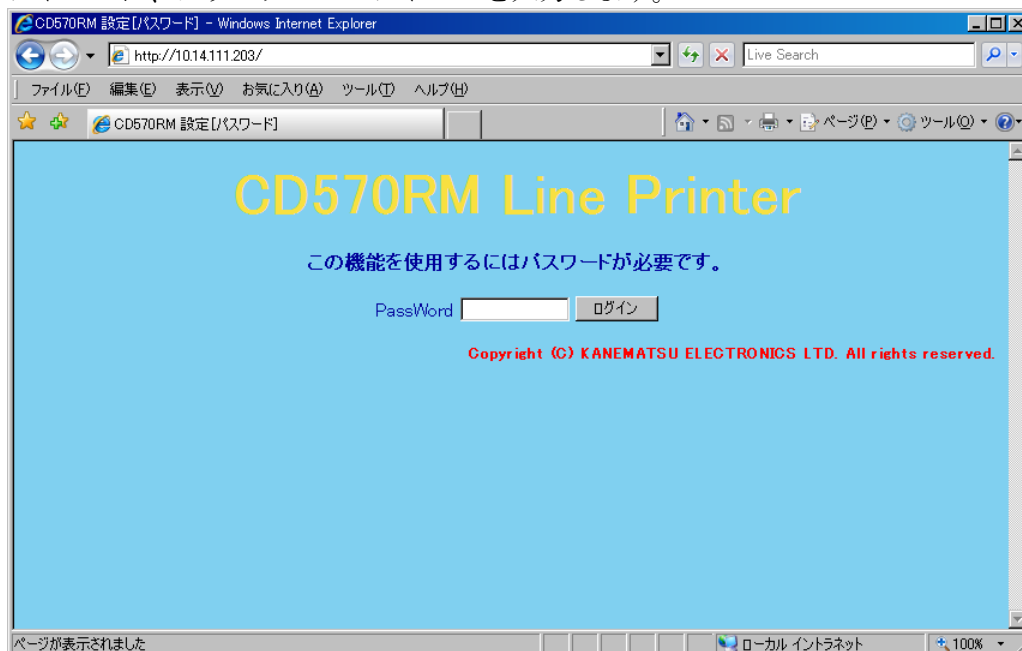 CD570RM 設定[パスワード] - Windows Internet Explorer
http://10.14.111.203/
Live Search
ファイル(F) 編集(E) 表示(V) お気に入り(A) ツール(T) ヘルプ(H)
CD570RM 設定[パスワード]
ページ(P) ツール(O)
CD570RM Line Printer
この機能を使用するにはパスワードが必要です。
PassWord ログイン
Copyright (C) KANEMATSU ELECTRONICS LTD. All rights reserved.
ページが表示されました ローカル イントラネット 100%